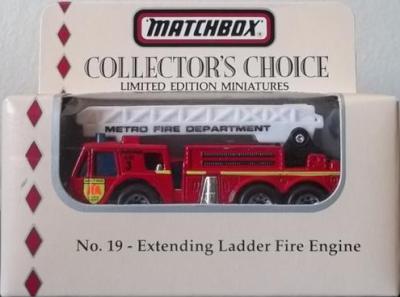 MATCHBOX
COLLECTOR'S CHOICE
LIMITED EDITION MINIATURES
METRO FIRE DEPARTMENT
No. 19 - Extending Ladder Fire Engine